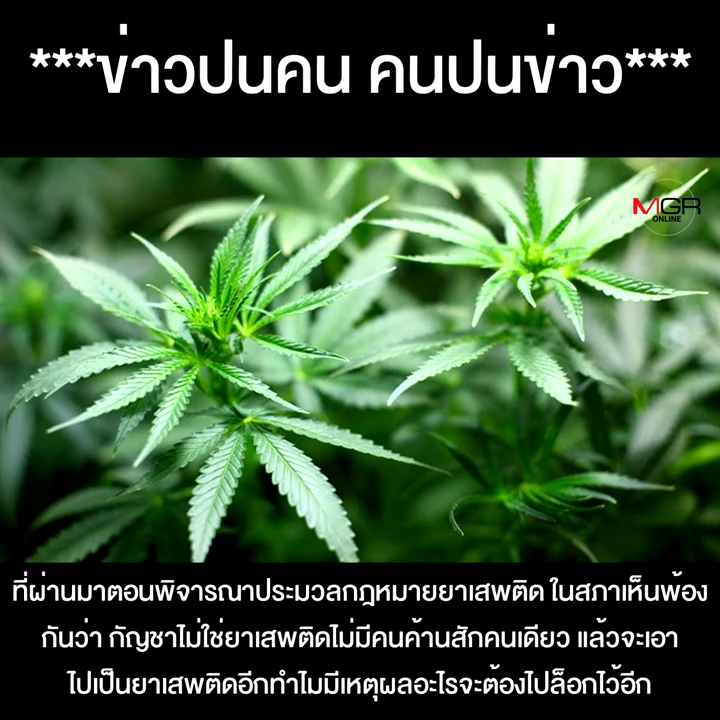 ***ข่าวปนคน คนปนข่าว***
MGR
ONLINE
ที่ผ่านมาตอนพิจารณาประมวลกฎหมายยาเสพติด ในสภาเห็นพ้อง
กันว่า กัญชาไม่ใช่ยาเสพติดไม่มีคนค้านสักคนเดียว แล้วจะเอา
ไปเป็นยาเสพติดอีกทำไมมีเหตุผลอะไรจะต้องไปล็อกไว้อีก